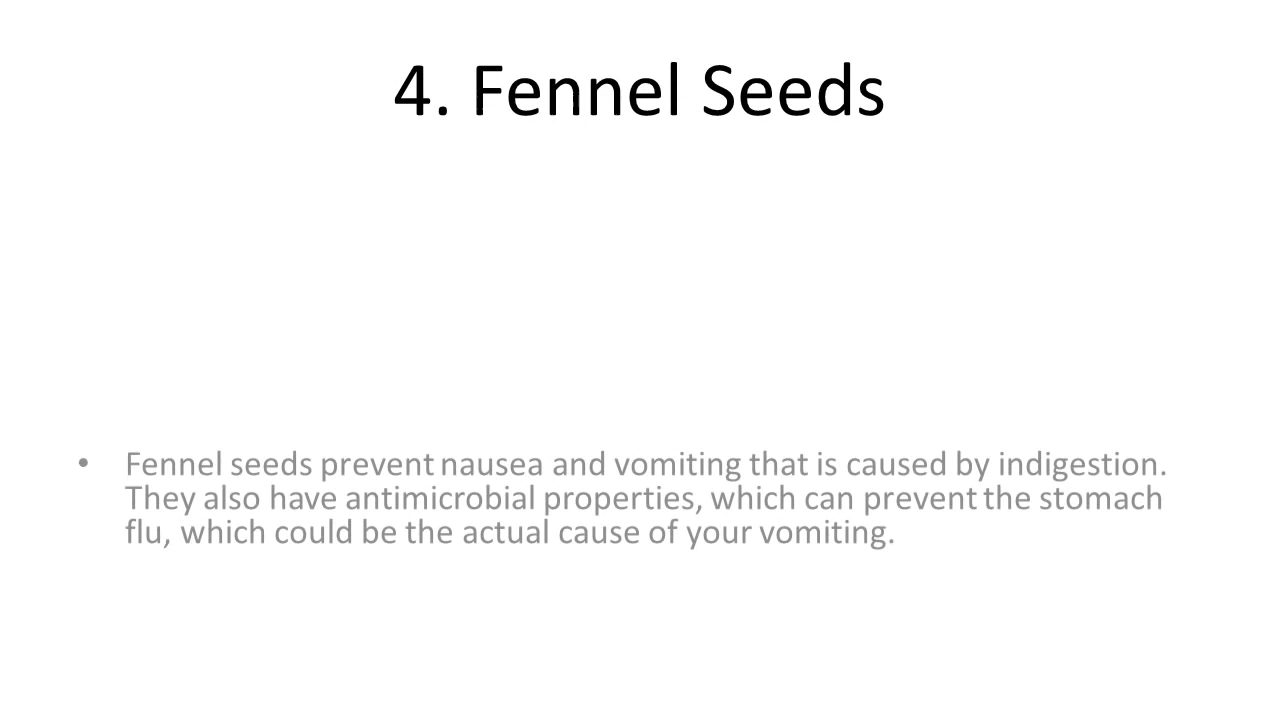 4. Fennel Seeds
• Fennel seeds prevent nausea and vomiting that is caused by indigestion.
They also have antimicrobial properties, which can prevent the stomach
flu, which could be the actual cause of your vomiting.